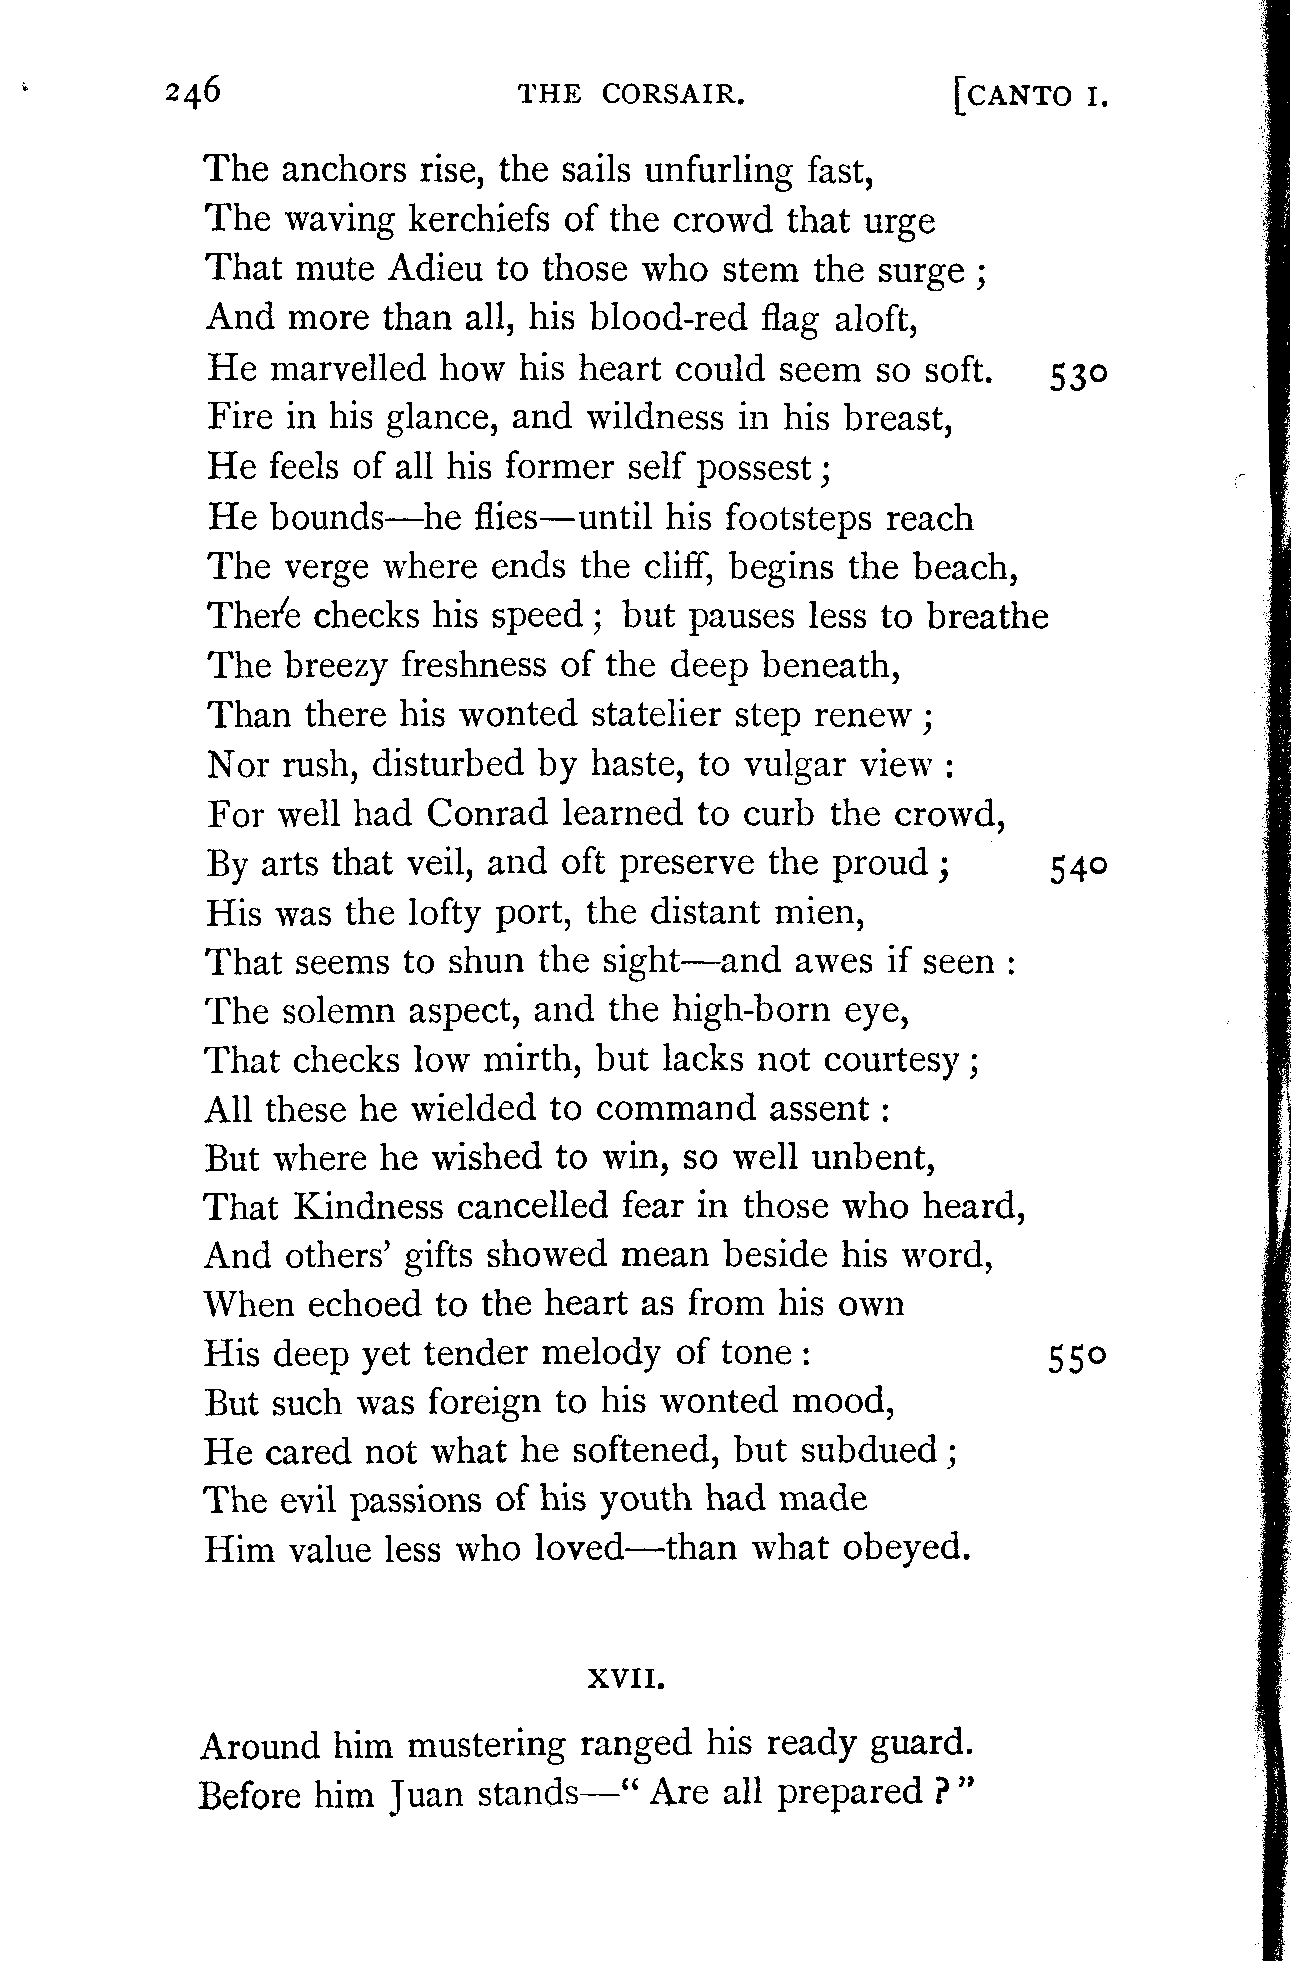 246 THE CORSAIR. [CANTO I.
The anchors rise, the sails unfurling fast,
The waving kerchiefs of the crowd that urge
That mute Adieu to those who stem the surge ;
And more than all, his blood-red flag aloft,
He marvelled how his heart could seem so soft. 530
Fire in his glance, and wildness in his breast,
He feels of all his former self possest ;
He bounds—he flies—until his footsteps reach
The verge where ends the cliff, begins the beach,
There checks his speed ; but pauses less to breathe
The breezy freshness of the deep beneath,
Than there his wonted statelier step renew ;
Nor rush, disturbed by haste, to vulgar view :
For well had Conrad learned to curb the crowd,
By arts that veil, and oft preserve the proud ; 540
His was the lofty port, the distant mien,
That seems to shun the sight—and awes if seen :
The solemn aspect, and the high-born eye,
That checks low mirth, but lacks not courtesy ;
All these he wielded to command assent :
But where he wished to win, so well unbent,
That Kindness cancelled fear in those who heard,
And others’ gifts showed mean beside his word,
When echoed to the heart as from his own
His deep yet tender melody of tone : 550
But such was foreign to his wonted mood,
He cared not what he softened, but subdued ;
The evil passions of his youth had made
Him value less who loved—than what obeyed.
XVII.
Around him mustering ranged his ready guard.
Before him Juan stands—“ Are all prepared ? ”